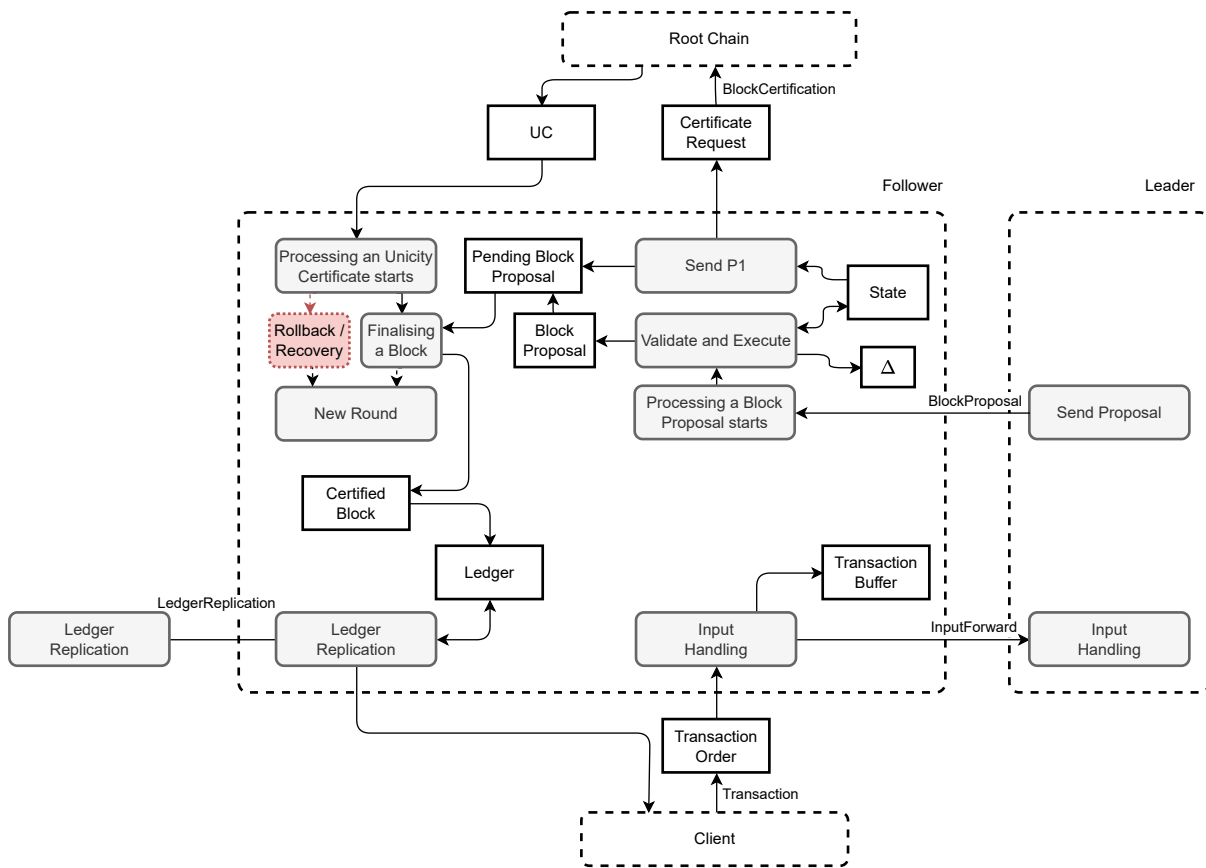 Root Chain
BlockCertification
UC
Certificate
Request
Follower
Leader
Processing an Unicity
Certificate starts
Pending Block
Proposal
Send P1
State
Rollback /
Recovery
Finalising
a Block
Block
Proposal
Validate and Execute
Δ
New Round
Processing a Block
Proposal starts
BlockProposal
Send Proposal
Certified
Block
Ledger
Transaction
Buffer
LedgerReplication
Ledger
Replication
Ledger
Replication
Input
Handling
InputForward
Input
Handling
Transaction
Order
Transaction
Client